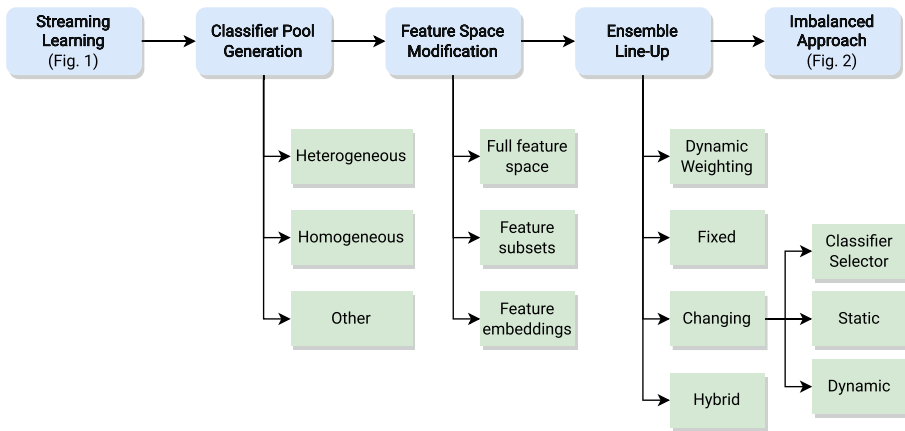 Streaming
Learning
(Fig. 1)
Classifier Pool
Generation
Feature Space
Modification
Ensemble
Line-Up
Imbalanced
Approach
(Fig. 2)
Heterogeneous
Homogeneous
Other
Full feature
space
Feature
subsets
Feature
embeddings
Dynamic
Weighting
Fixed
Changing
Hybrid
Classifier
Selector
Static
Dynamic